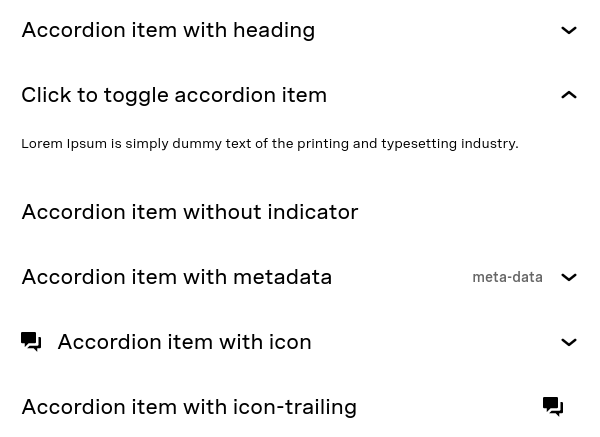 Accordion item with heading
Click to toggle accordion item
Lorem Ipsum is simply dummy text of the printing and typesetting industry.
Accordion item without indicator
Accordion item with metadata meta-data
Accordion item with icon
Accordion item with icon-trailing